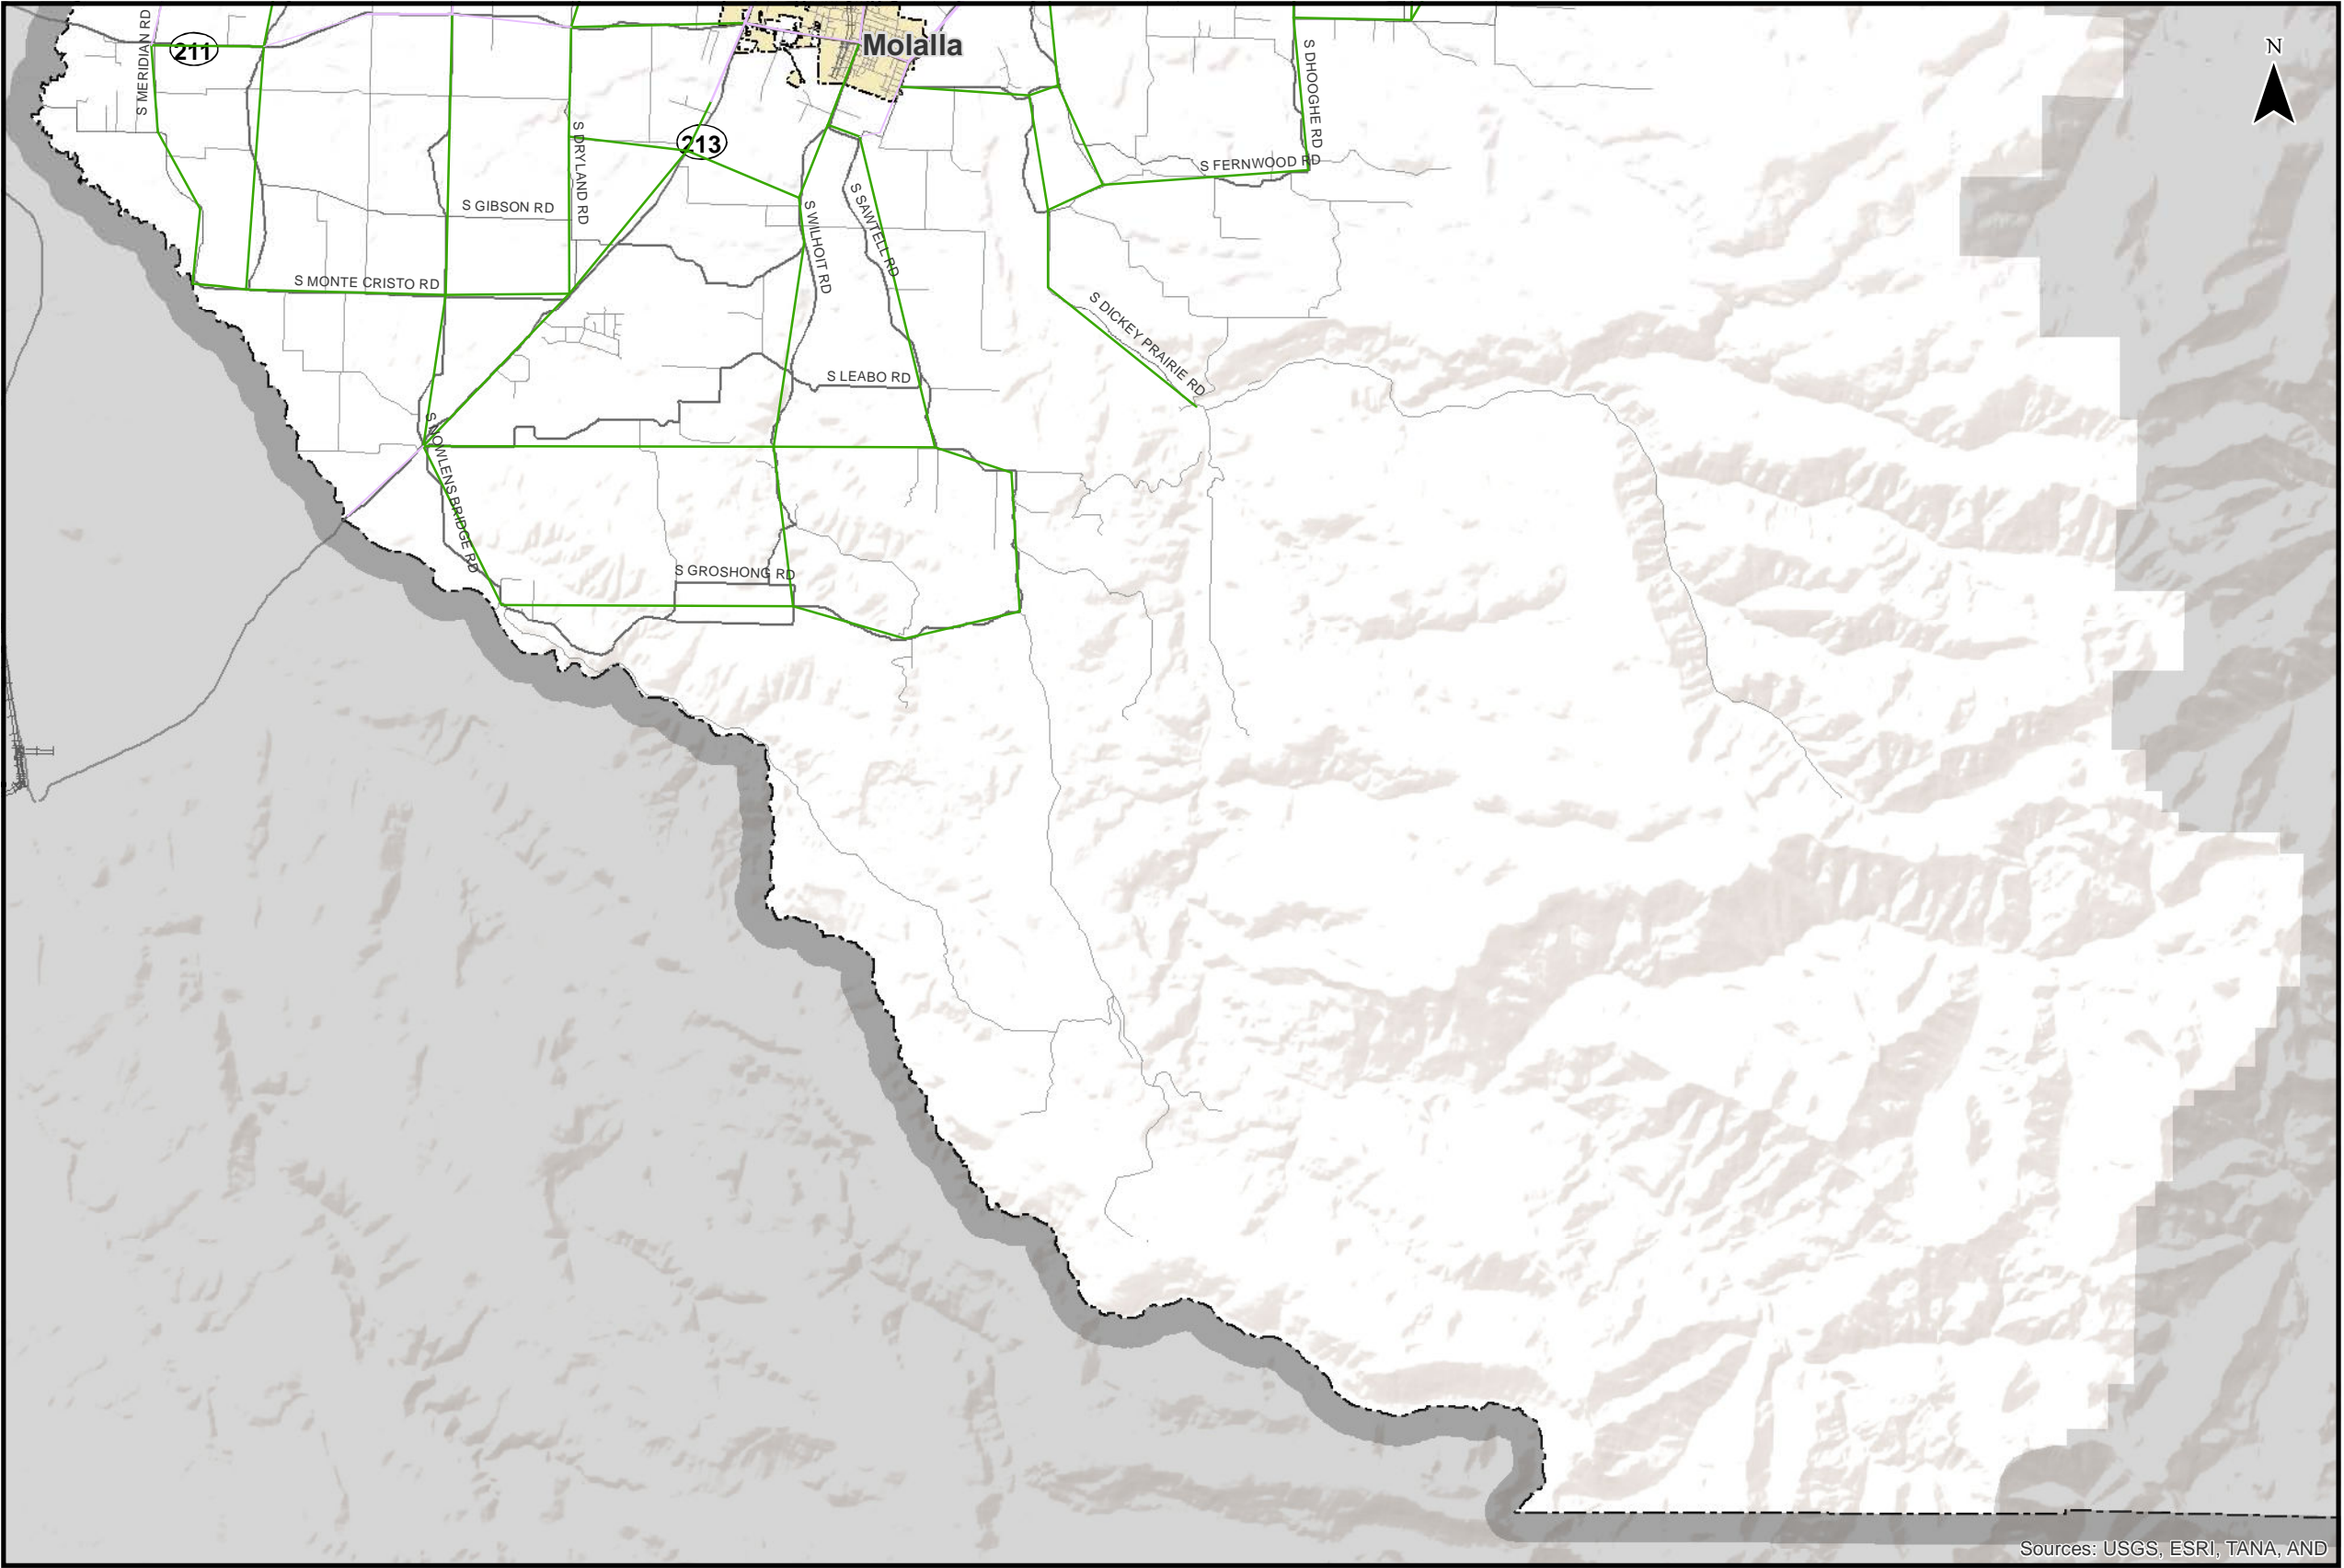 S MERIDIAN RD
211
Molalla
N
S DHOOGHE RD
S DRYLAND RD
213
S FERNWOOD RD
S GIBSON RD
S WILHOIT RD
S SAWTELL RD
S MONTE CRISTO RD
S DICKEY PRAIRIE RD
S LEABO RD
S NOWLENS BRIDGE RD
S GROSHONG RD
Sources: USGS, ESRI, TANA, AND